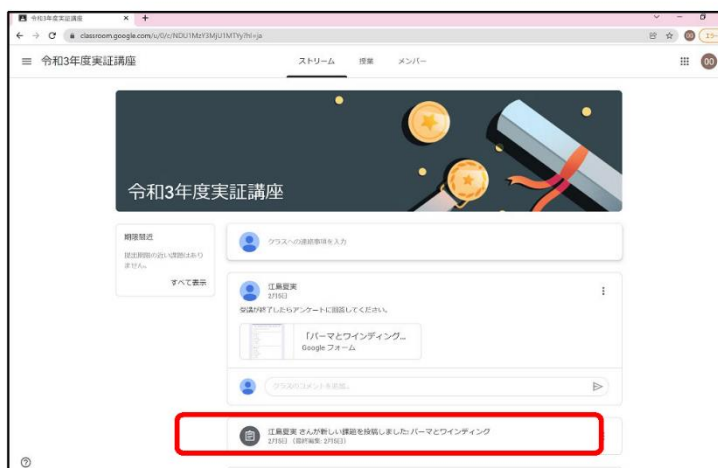 令和3年度実証講座
classroom.google.com/u/0/c/NDU1MzY3MjU1MTYy?hl=ja
令和3年度実証講座
ストリーム 授業 メンバー
00
令和3年度実証講座
期限間近
提出期限の近い課題はあり
ません。
すべて表示
クラスへの連絡事項を入力
江島夏実
2月16日
受講が終了したらアンケートに回答してください。
「パーマとワインディング...
Google フォーム
クラスのコメントを追加...
江島夏実 さんが新しい課題を投稿しました: パーマとワインディング
2月16日 (最終編集: 2月16日)